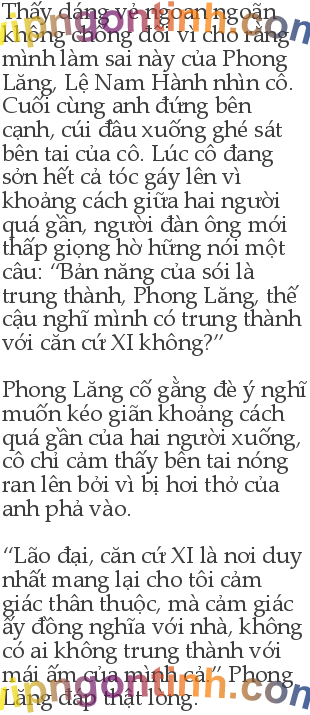 Thấy dáng vẻ ngoan ngoãn
không chống đối vì cho rằng
mình làm sai này của Phong
Lăng, Lệ Nam Hành nhìn cô.
Cuối cùng anh đứng bên
cạnh, cúi đầu xuống ghé sát
bên tai của cô. Lúc cô đang
sởn hết cả tóc gáy lên vì
khoảng cách giữa hai người
quá gần, người đàn ông mới
thấp giọng hờ hững nói một
câu: “Bản năng của sói là
trung thành, Phong Lăng, thế
cậu nghĩ mình có trung thành
với căn cứ XI không?”
Phong Lăng cố gằng đè ý nghĩ
muốn kéo giãn khoảng cách
quá gần của hai người xuống,
cô chỉ cảm thấy bên tai nóng
ran lên bởi vì bị hơi thở của
anh phả vào.
“Lão đại, căn cứ XI là nơi duy
nhất mang lại cho tôi cảm
giác thân thuộc, mà cảm giác
ấy đồng nghĩa với nhà, không
có ai không trung thành với
mái ấm của mình cả.” Phong
Lăng đáp thật lòng.
vipngontinh.com
vipngontinh.com